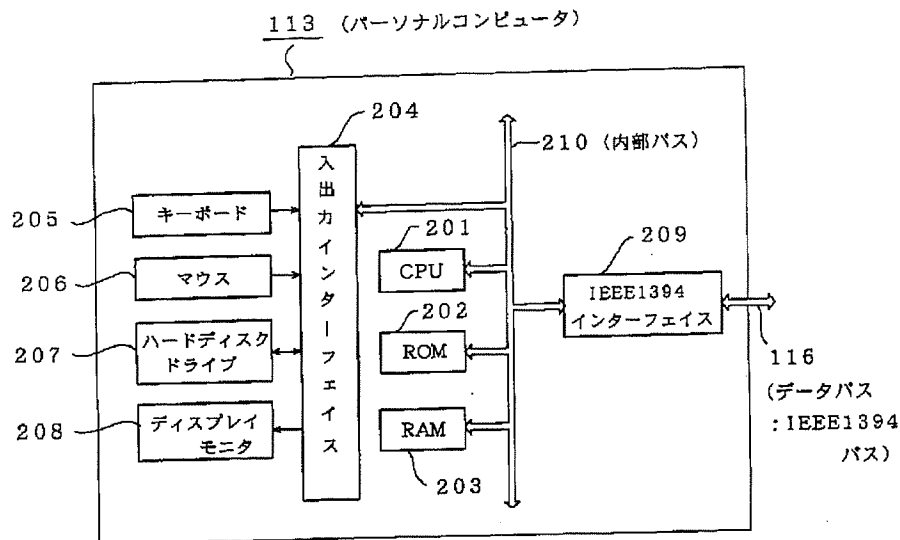 113 (パーソナルコンピュータ)
204
入出力インターフェイス
210 (内部バス)
205
キーボード
201
CPU
209
IEEE1394
インターフェイス
206
マウス
202
ROM
207
ハードディスク
ドライブ
116
(データバス
:IEEE1394
バス)
208
ディスプレイ
モニタ
RAM
203